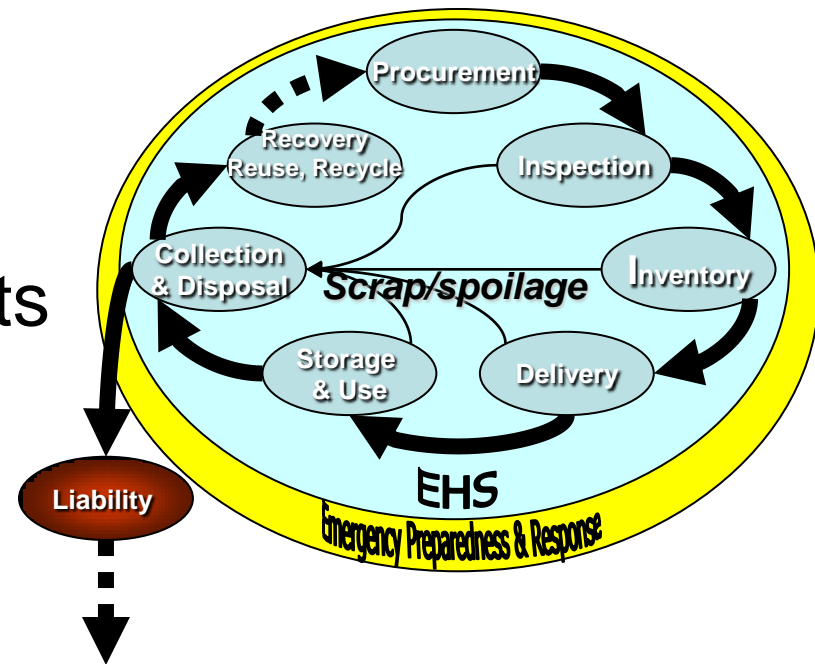 Procurement
Recovery
Reuse, Recycle
Inspection
Collection
& Disposal
Inventory
Scrap/spoilage
ts
Storage
& Use
Delivery
EHS
Liability
Emergency Preparedness & Response